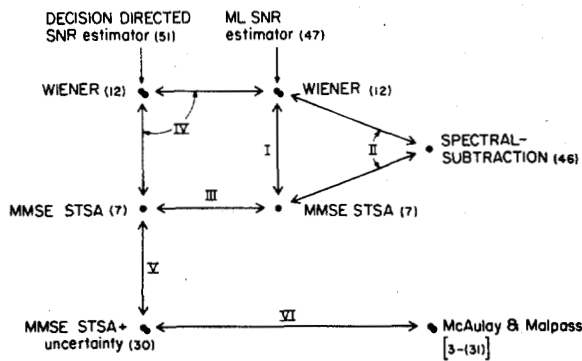 DECISION DIRECTED
SNR estimator (51)
ML SNR
estimator (47)
WIENER (12)
WIENER (12)
IV
I
II
SPECTRAL-
SUBTRACTION (46)
III
MMSE STSA (7)
MMSE STSA (7)
V
VI
MMSE STSA+
uncertainty (30)
McAulay & Malpass
[3-(31)]